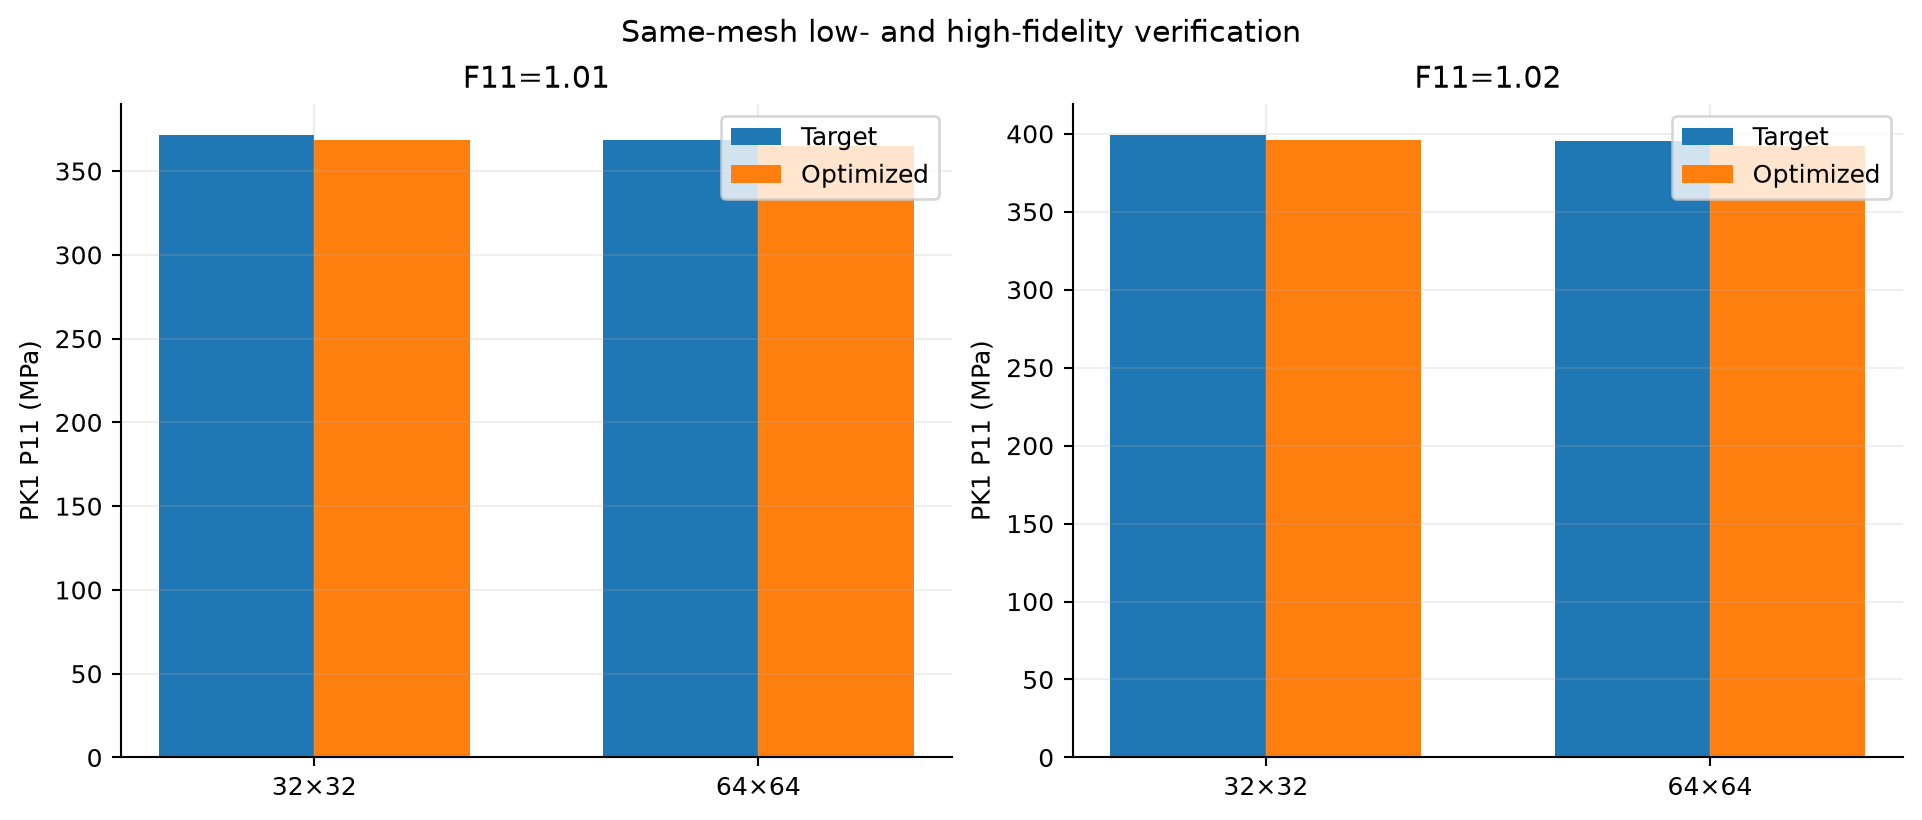 Same-mesh low- and high-fidelity verification
F11=1.01
PK1 P11 (MPa)
350
300
250
200
150
100
50
0
32×32
64×64
Target
Optimized
F11=1.02
PK1 P11 (MPa)
400
350
300
250
200
150
100
50
0
32×32
64×64
Target
Optimized